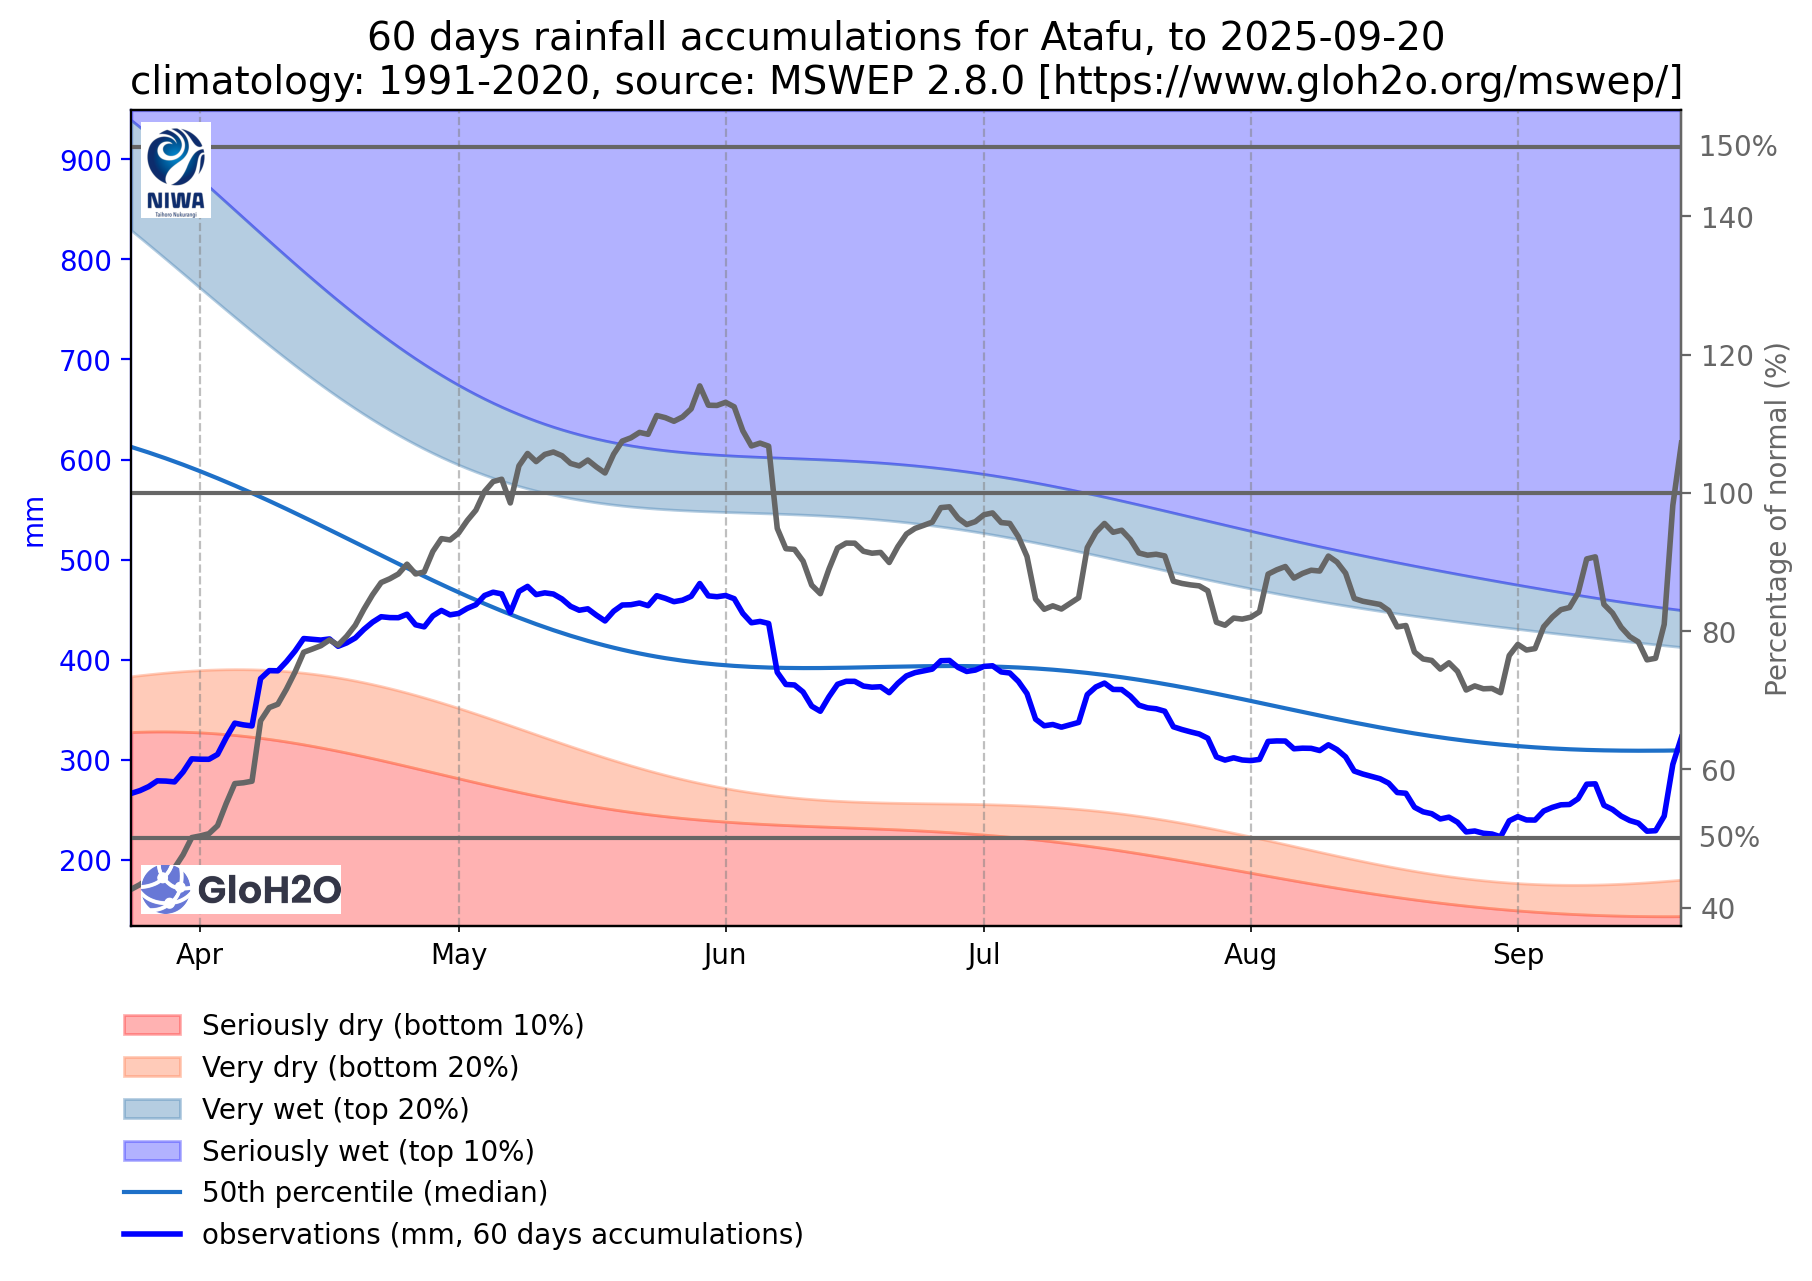 60 days rainfall accumulations for Atafu, to 2025-09-20
climatology: 1991-2020, source: MSWEP 2.8.0 [https://www.gloh2o.org/mswep/]
NIWA
Taihoro Nukurangi
900
800
700
600
500
400
300
200
mm
150%
140
120
100
80
60
50%
40
Percentage of normal (%)
GloH2O
Apr May Jun Jul Aug Sep
Seriously dry (bottom 10%)
Very dry (bottom 20%)
Very wet (top 20%)
Seriously wet (top 10%)
50th percentile (median)
observations (mm, 60 days accumulations)